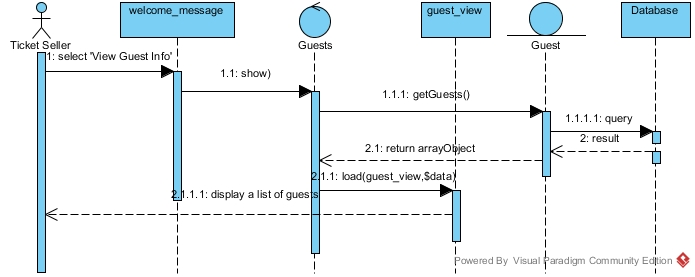 welcome_message
guest_view
Database
Ticket Seller
Guests
Guest
1: select 'View Guest Info'
1.1: show)
1.1.1: getGuests()
1.1.1.1: query
2: result
2.1: return arrayObject
2.1.1: load(guest_view,$data)
2.1.1.1: display a list of guests
Powered By Visual Paradigm Community Edition